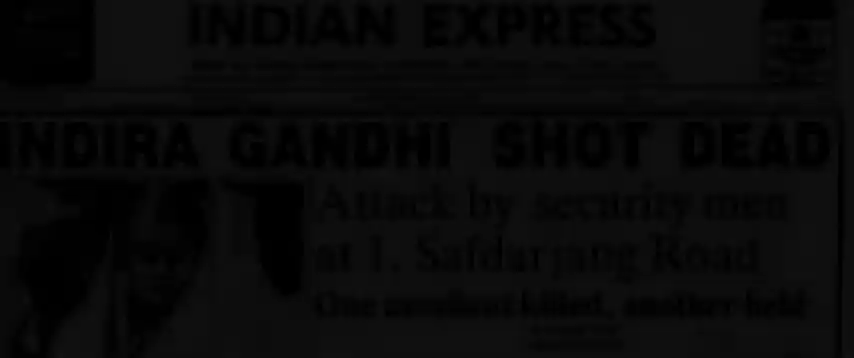 INDIAN EXPRESS
INDIRA GANDHI SHOT DEAD
Attack by security men
at 1, Safdarjang Road
One assailant killed, another held